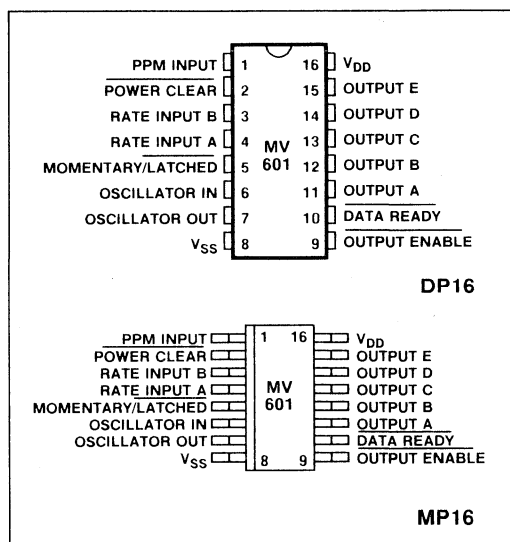 PPM INPUT 1 16 VDD
POWER CLEAR 2 15 OUTPUT E
RATE INPUT B 3 14 OUTPUT D
RATE INPUT A 4 13 OUTPUT C
MV
MOMENTARY/LATCHED 5 601 12 OUTPUT B
OSCILLATOR IN 6 11 OUTPUT A
OSCILLATOR OUT 7 10 DATA READY
VSS 8 9 OUTPUT ENABLE
DP16
PPM INPUT 1 16 VDD
POWER CLEAR OUTPUT E
RATE INPUT B MV OUTPUT D
RATE INPUT A 601 OUTPUT C
MOMENTARY/LATCHED OUTPUT B
OSCILLATOR IN OUTPUT A
OSCILLATOR OUT DATA READY
VSS 8 9 OUTPUT ENABLE
MP16